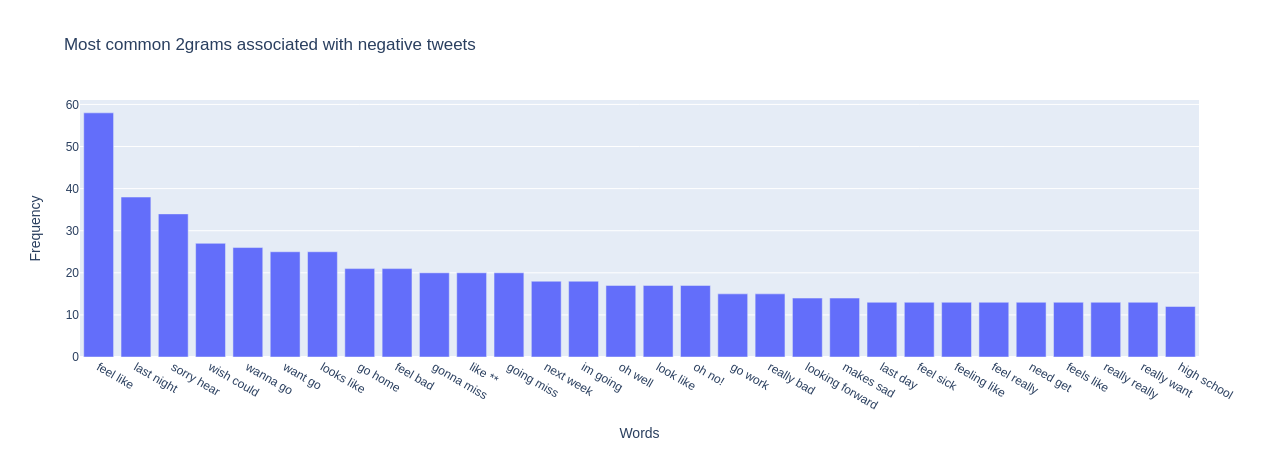 Most common 2grams associated with negative tweets
Frequency
60
50
40
30
20
10
0
feel like
last night
sorry hear
wish could
wanna go
want go
looks like
go home
feel bad
gonna miss
like **
going miss
next week
im going
oh well
look like
oh no!
go work
really bad
looking forward
makes sad
last day
feel sick
feeling like
feel really
need get
feels like
really really
really want
high school
Words